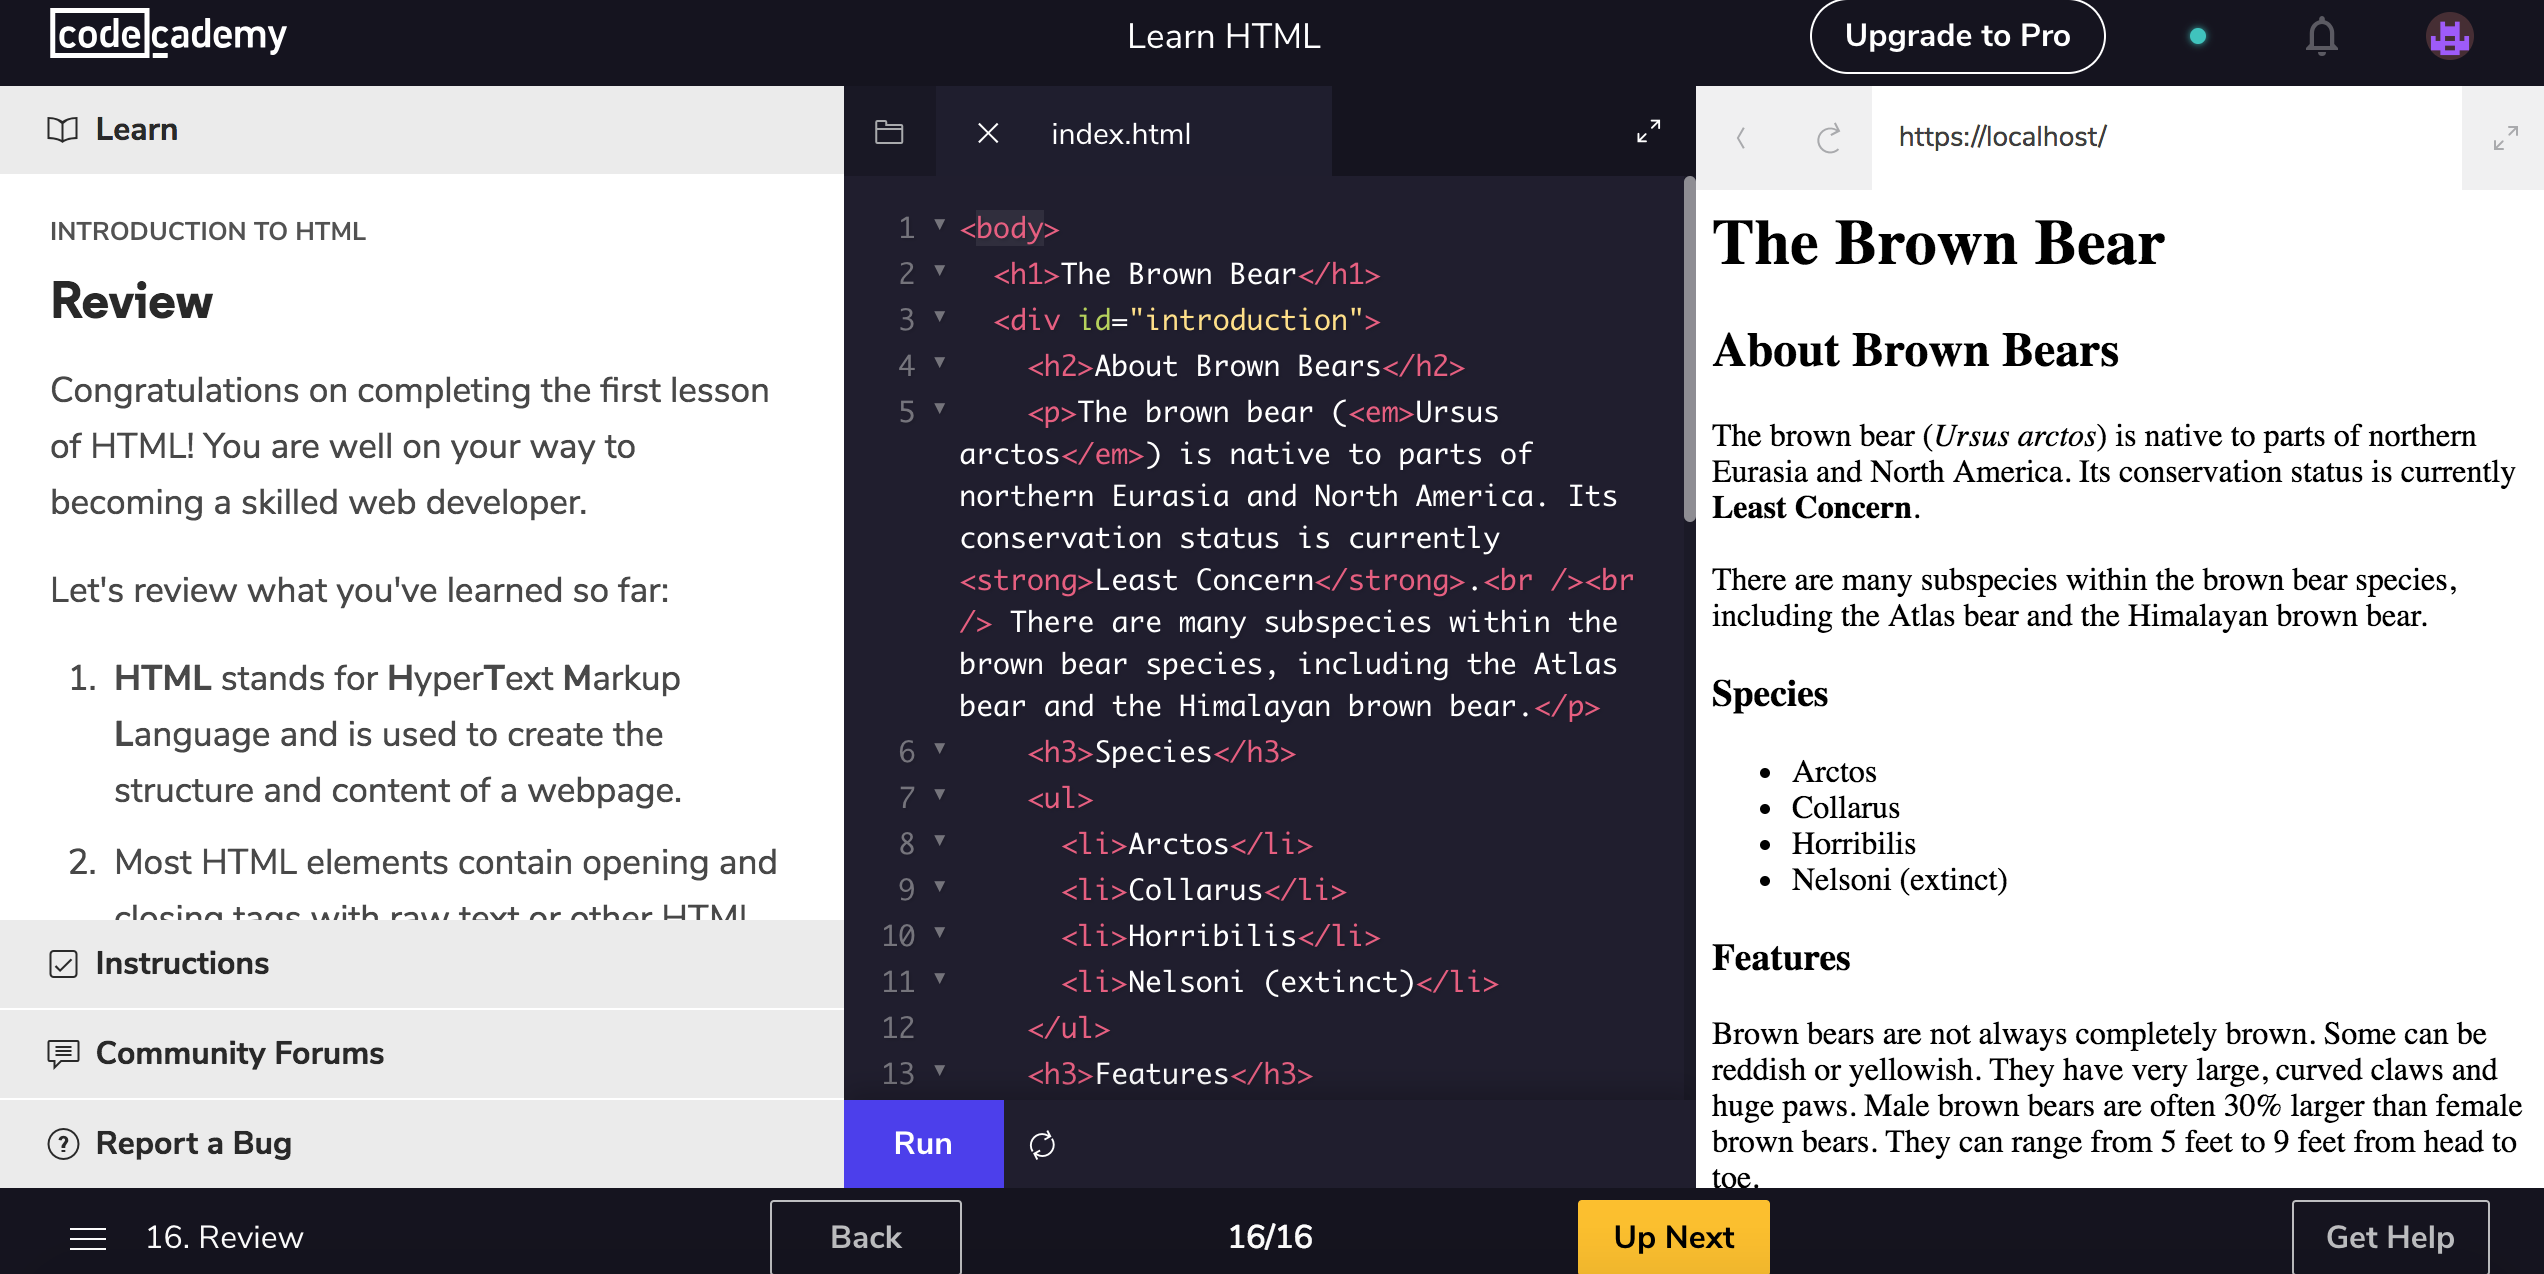 codecademy
Learn HTML
Upgrade to Pro
Learn
INTRODUCTION TO HTML
Review
Congratulations on completing the first lesson
of HTML! You are well on your way to
becoming a skilled web developer.
Let's review what you've learned so far:
1. HTML stands for HyperText Markup
Language and is used to create the
structure and content of a webpage.
2. Most HTML elements contain opening and
closing tags with raw text or other HTML
Instructions
Community Forums
Report a Bug
index.html
1 <body>
2 <h1>The Brown Bear</h1>
3 <div id="introduction">
4 <h2>About Brown Bears</h2>
5 <p>The brown bear (<em>Ursus
arctos</em>) is native to parts of
northern Eurasia and North America. Its
conservation status is currently
<strong>Least Concern</strong>.<br /><br
/> There are many subspecies within the
brown bear species, including the Atlas
bear and the Himalayan brown bear.</p>
6 <h3>Species</h3>
7 <ul>
8 <li>Arctos</li>
9 <li>Collarus</li>
10 <li>Horribilis</li>
11 <li>Nelsoni (extinct)</li>
12 </ul>
13 <h3>Features</h3>
Run
https://localhost/
The Brown Bear
About Brown Bears
The brown bear (Ursus arctos) is native to parts of northern
Eurasia and North America. Its conservation status is currently
Least Concern.
There are many subspecies within the brown bear species,
including the Atlas bear and the Himalayan brown bear.
Species
• Arctos
• Collarus
• Horribilis
• Nelsoni (extinct)
Features
Brown bears are not always completely brown. Some can be
reddish or yellowish. They have very large, curved claws and
huge paws. Male brown bears are often 30% larger than female
brown bears. They can range from 5 feet to 9 feet from head to
toe.
16. Review
Back
16/16
Up Next
Get Help